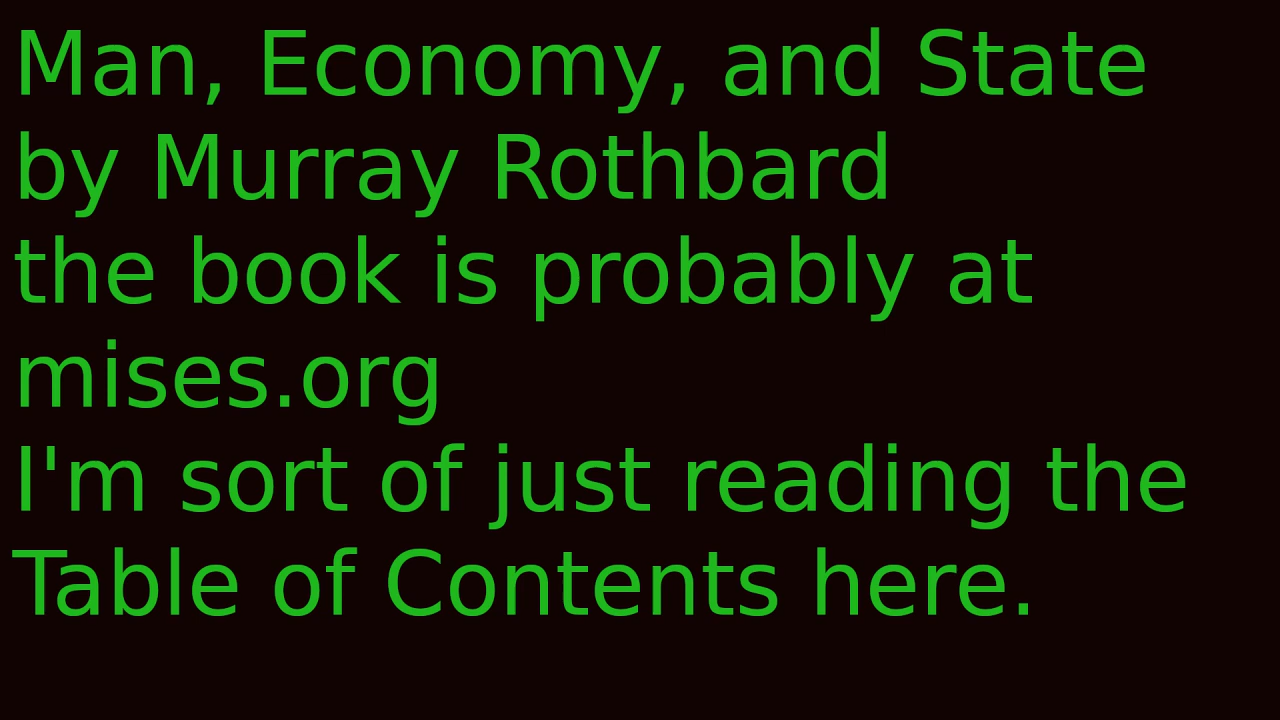 Man, Economy, and State
by Murray Rothbard
the book is probably at
mises.org
I'm sort of just reading the
Table of Contents here.